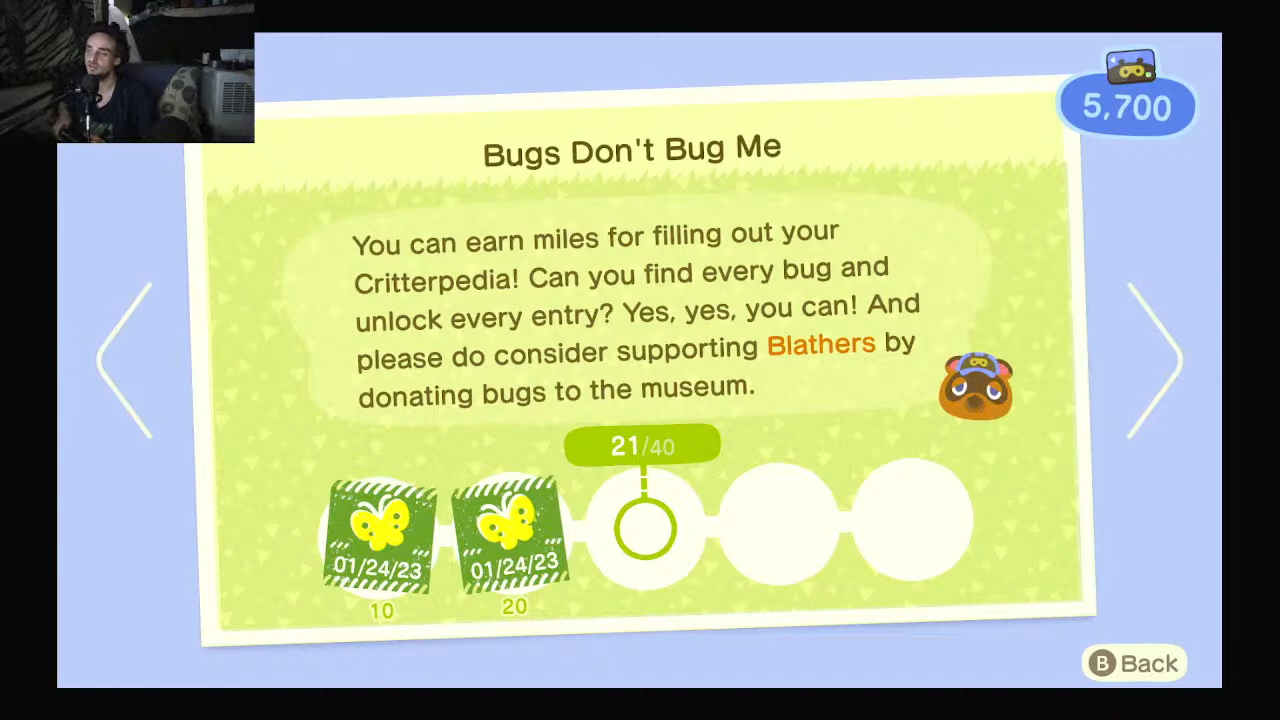 5,700
Bugs Don't Bug Me
You can earn miles for filling out your
Critterpedia! Can you find every bug and
unlock every entry? Yes, yes, you can! And
please do consider supporting Blathers by
donating bugs to the museum.
21/40
01/24/23
01/24/23
10
20
B Back